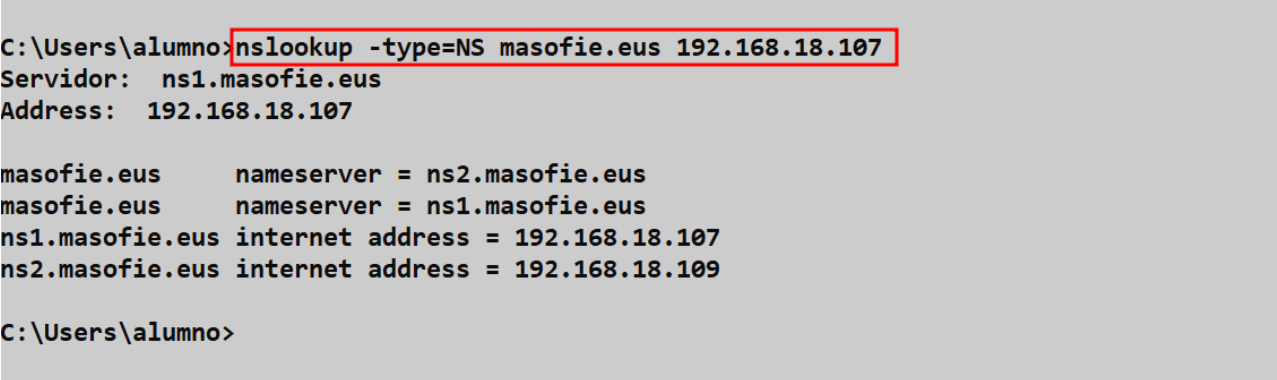 C:\Users\alumno>nslookup -type=NS masofie.eus 192.168.18.107
Servidor:  ns1.masofie.eus
Address:  192.168.18.107
masofie.eus     nameserver = ns2.masofie.eus
masofie.eus     nameserver = ns1.masofie.eus
ns1.masofie.eus internet address = 192.168.18.107
ns2.masofie.eus internet address = 192.168.18.109
C:\Users\alumno>